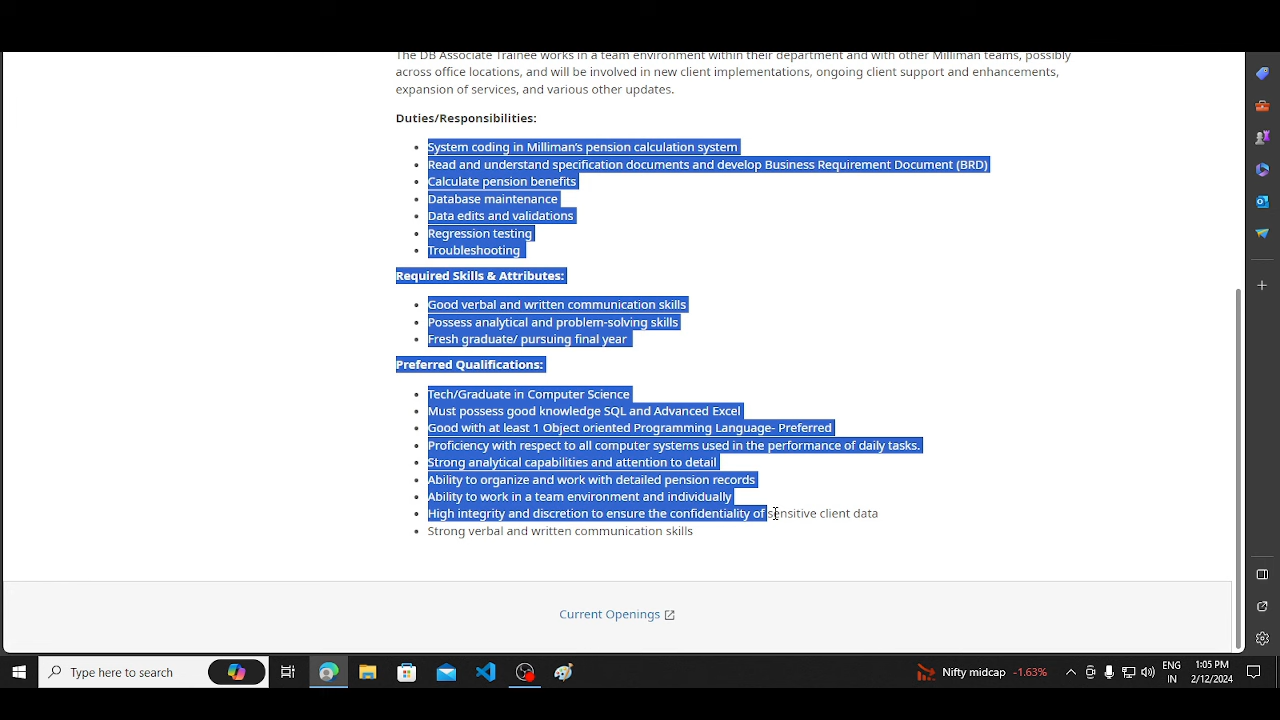 The DB Associate Trainee works in a team environment within their department and with other Milliman teams, possibly
across office locations, and will be involved in new client implementations, ongoing client support and enhancements,
expansion of services, and various other updates.
Duties/Responsibilities:
System coding in Milliman's pension calculation system
Read and understand specification documents and develop Business Requirement Document (BRD)
Calculate pension benefits
Database maintenance
Data edits and validations
Regression testing
Troubleshooting
Required Skills & Attributes:
Good verbal and written communication skills
Possess analytical and problem-solving skills
Fresh graduate/ pursuing final year
Preferred Qualifications:
Tech/Graduate in Computer Science
Must possess good knowledge SQL and Advanced Excel
Good with at least 1 Object oriented Programming Language- Preferred
Proficiency with respect to all computer systems used in the performance of daily tasks.
Strong analytical capabilities and attention to detail
Ability to organize and work with detailed pension records
Ability to work in a team environment and individually
High integrity and discretion to ensure the confidentiality of sensitive client data
Strong verbal and written communication skills
Current Openings
Type here to search
Nifty midcap -1.63%
ENG
IN
1:05 PM
2/12/2024